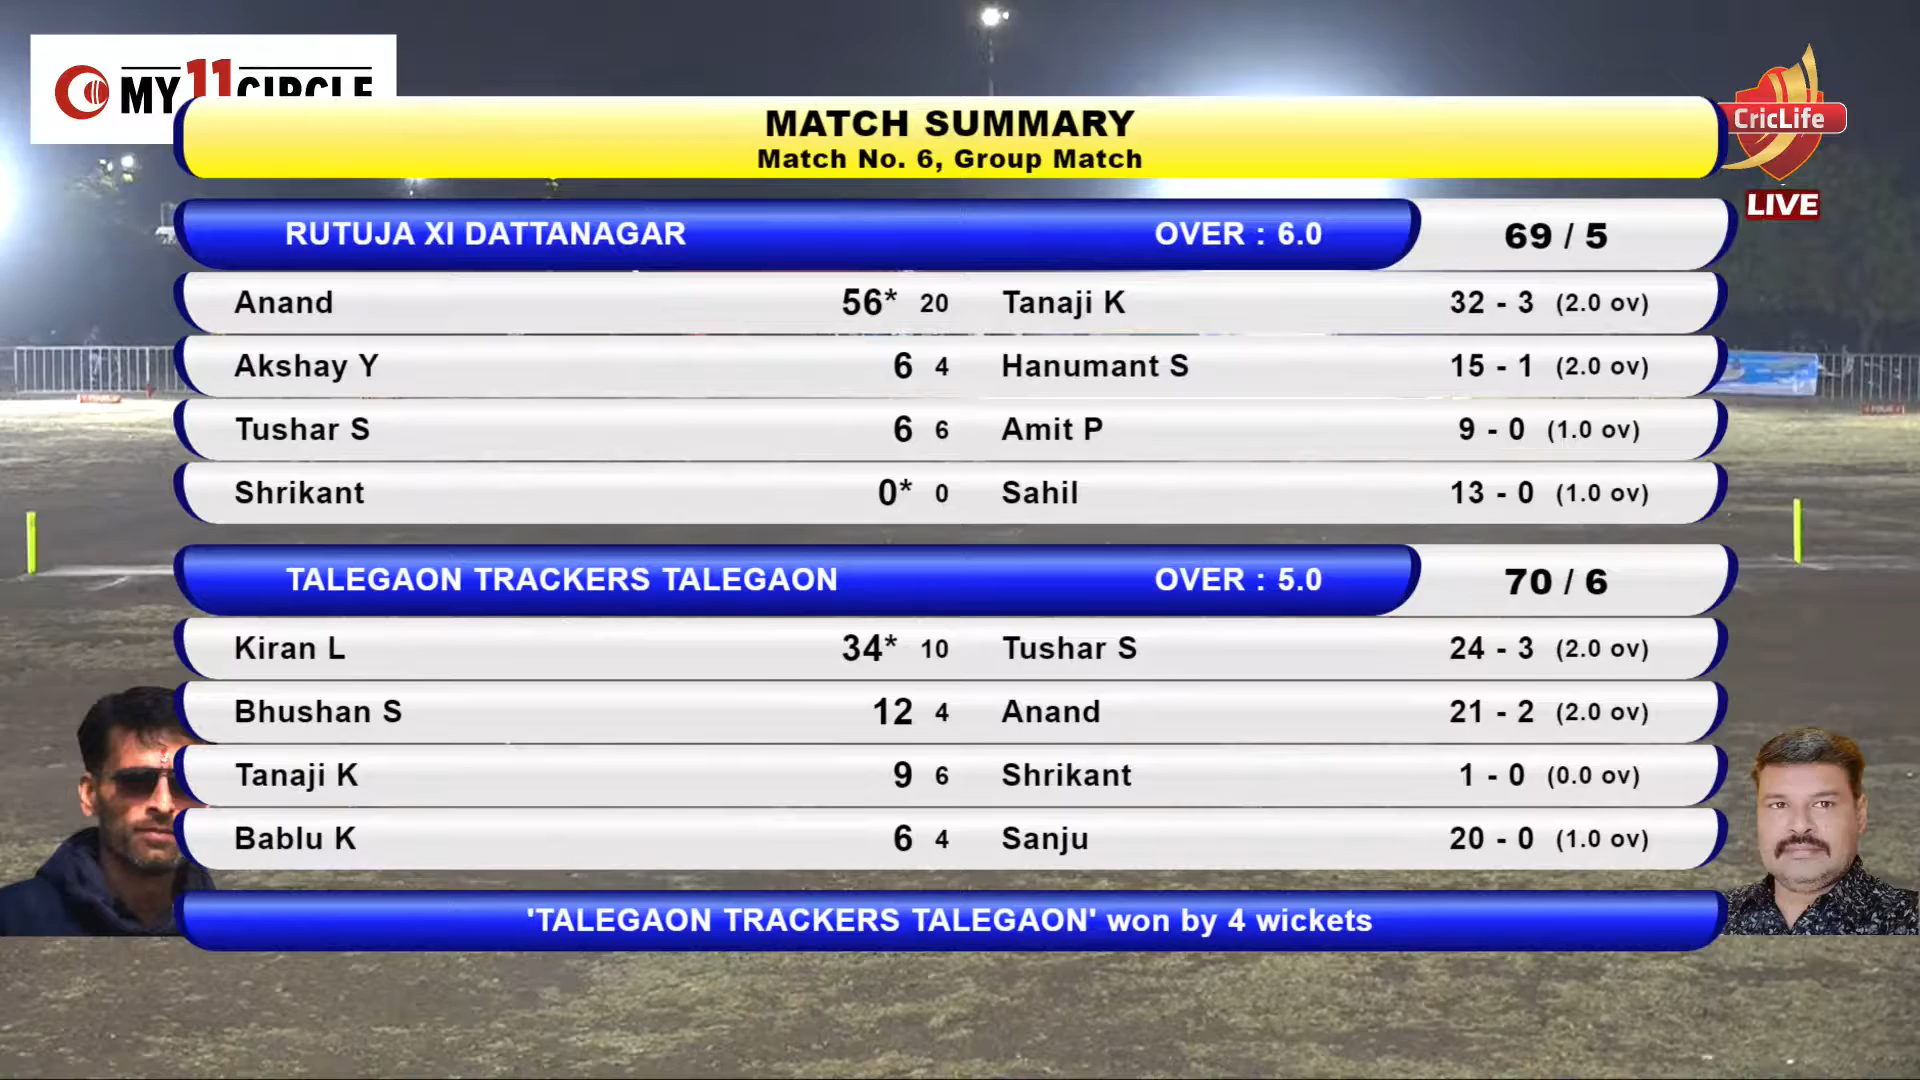 MY11CIRCLE
MATCH SUMMARY
Match No. 6, Group Match
CricLife
LIVE
RUTUJA XI DATTANAGAR OVER : 6.0 69 / 5
Anand 56* 20 Tanaji K 32 - 3 (2.0 ov)
Akshay Y 6 4 Hanumant S 15 - 1 (2.0 ov)
Tushar S 6 6 Amit P 9 - 0 (1.0 ov)
Shrikant 0* 0 Sahil 13 - 0 (1.0 ov)
TALEGAON TRACKERS TALEGAON OVER : 5.0 70 / 6
Kiran L 34* 10 Tushar S 24 - 3 (2.0 ov)
Bhushan S 12 4 Anand 21 - 2 (2.0 ov)
Tanaji K 9 6 Shrikant 1 - 0 (0.0 ov)
Bablu K 6 4 Sanju 20 - 0 (1.0 ov)
'TALEGAON TRACKERS TALEGAON' won by 4 wickets